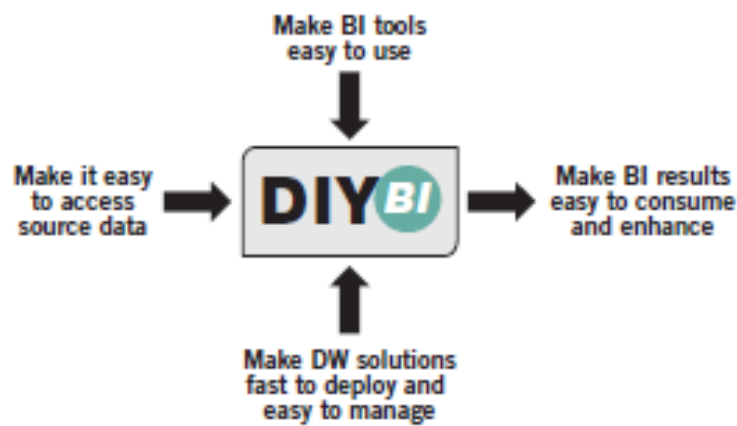 Make BI tools
easy to use
Make it easy
to access
source data
DIY BI
Make BI results
easy to consume
and enhance
Make DW solutions
fast to deploy and
easy to manage